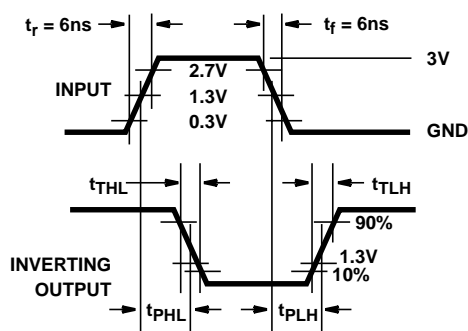 tr = 6ns
tf = 6ns
3V
2.7V
INPUT
1.3V
0.3V
GND
tTHL
tTLH
90%
1.3V
INVERTING
OUTPUT
10%
tPHL
tPLH